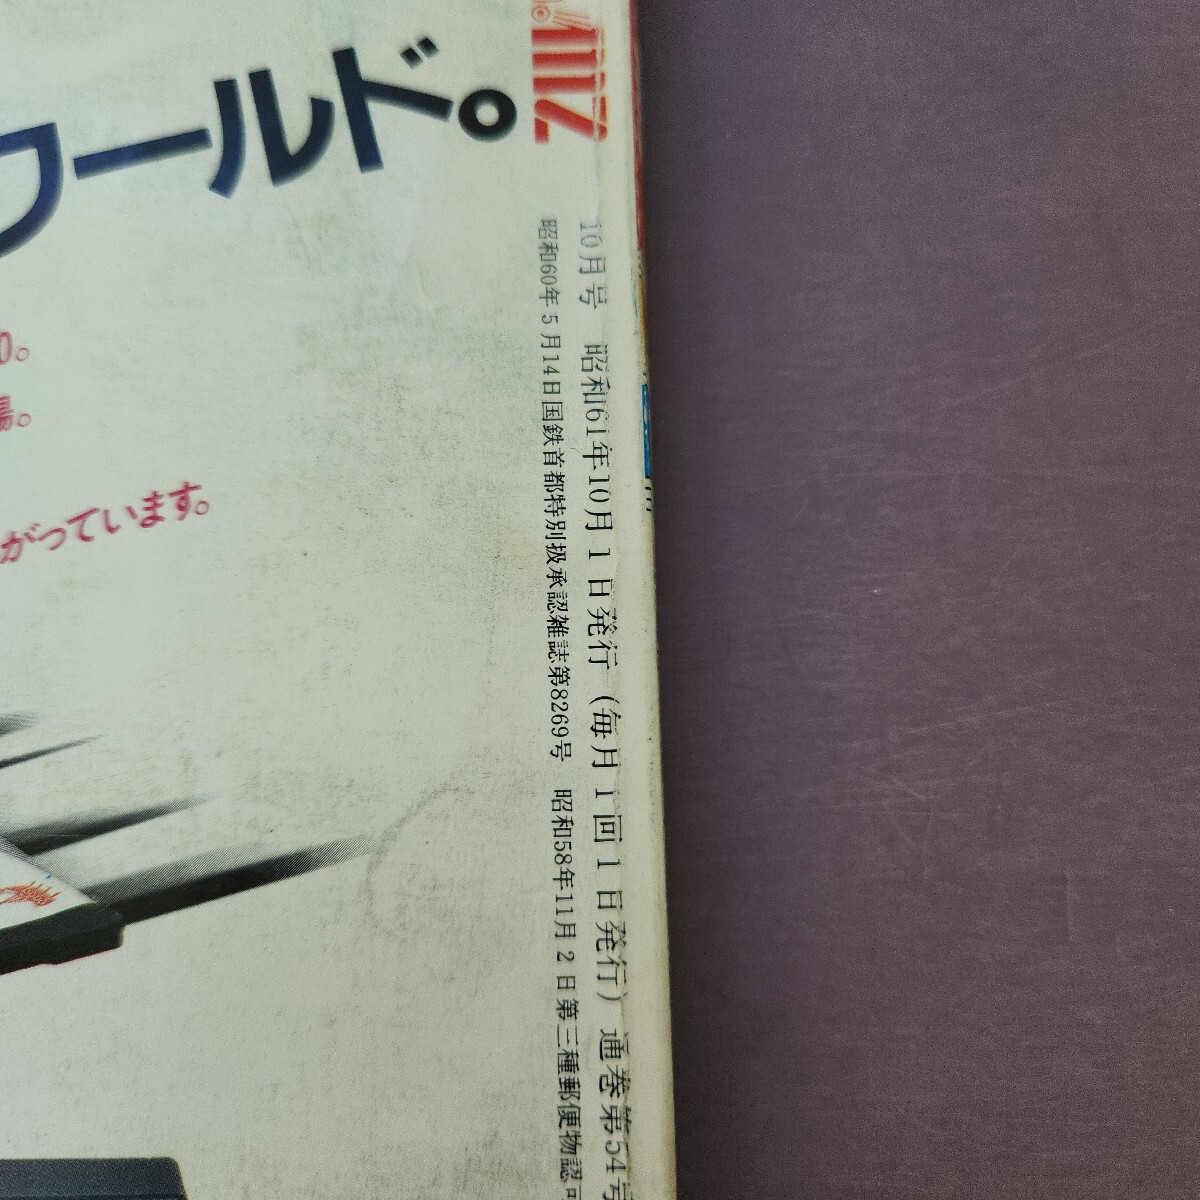 ワールド。
10月号 昭和61年10月1日発行（毎月1回1日発行）通巻第54号
昭和60年5月14日国鉄首都特別扱承認雑誌第8269号 昭和58年11月2日第三種郵便物認可
0。
場。
がっています。